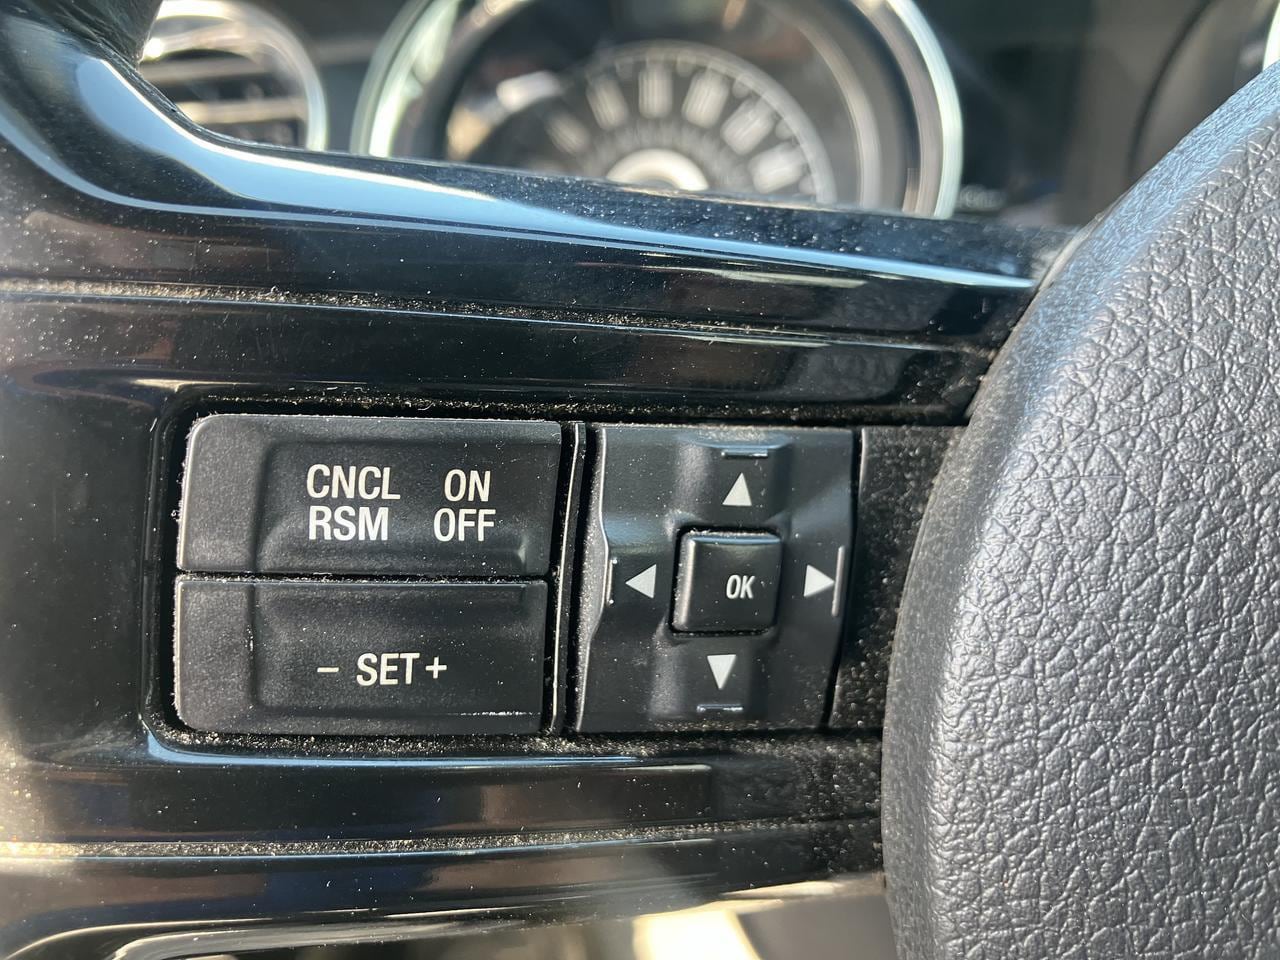 CNCL ON
RSM OFF
- SET +
OK